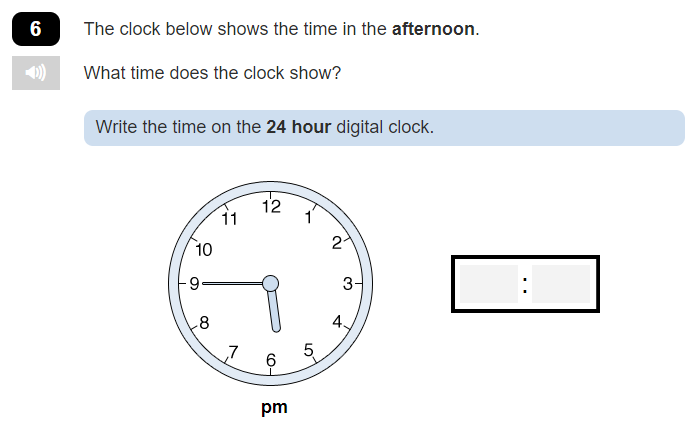 6 The clock below shows the time in the afternoon.
What time does the clock show?
Write the time on the 24 hour digital clock.
12
11 1
10 2
9 3
8 4
7 5
6
:
pm